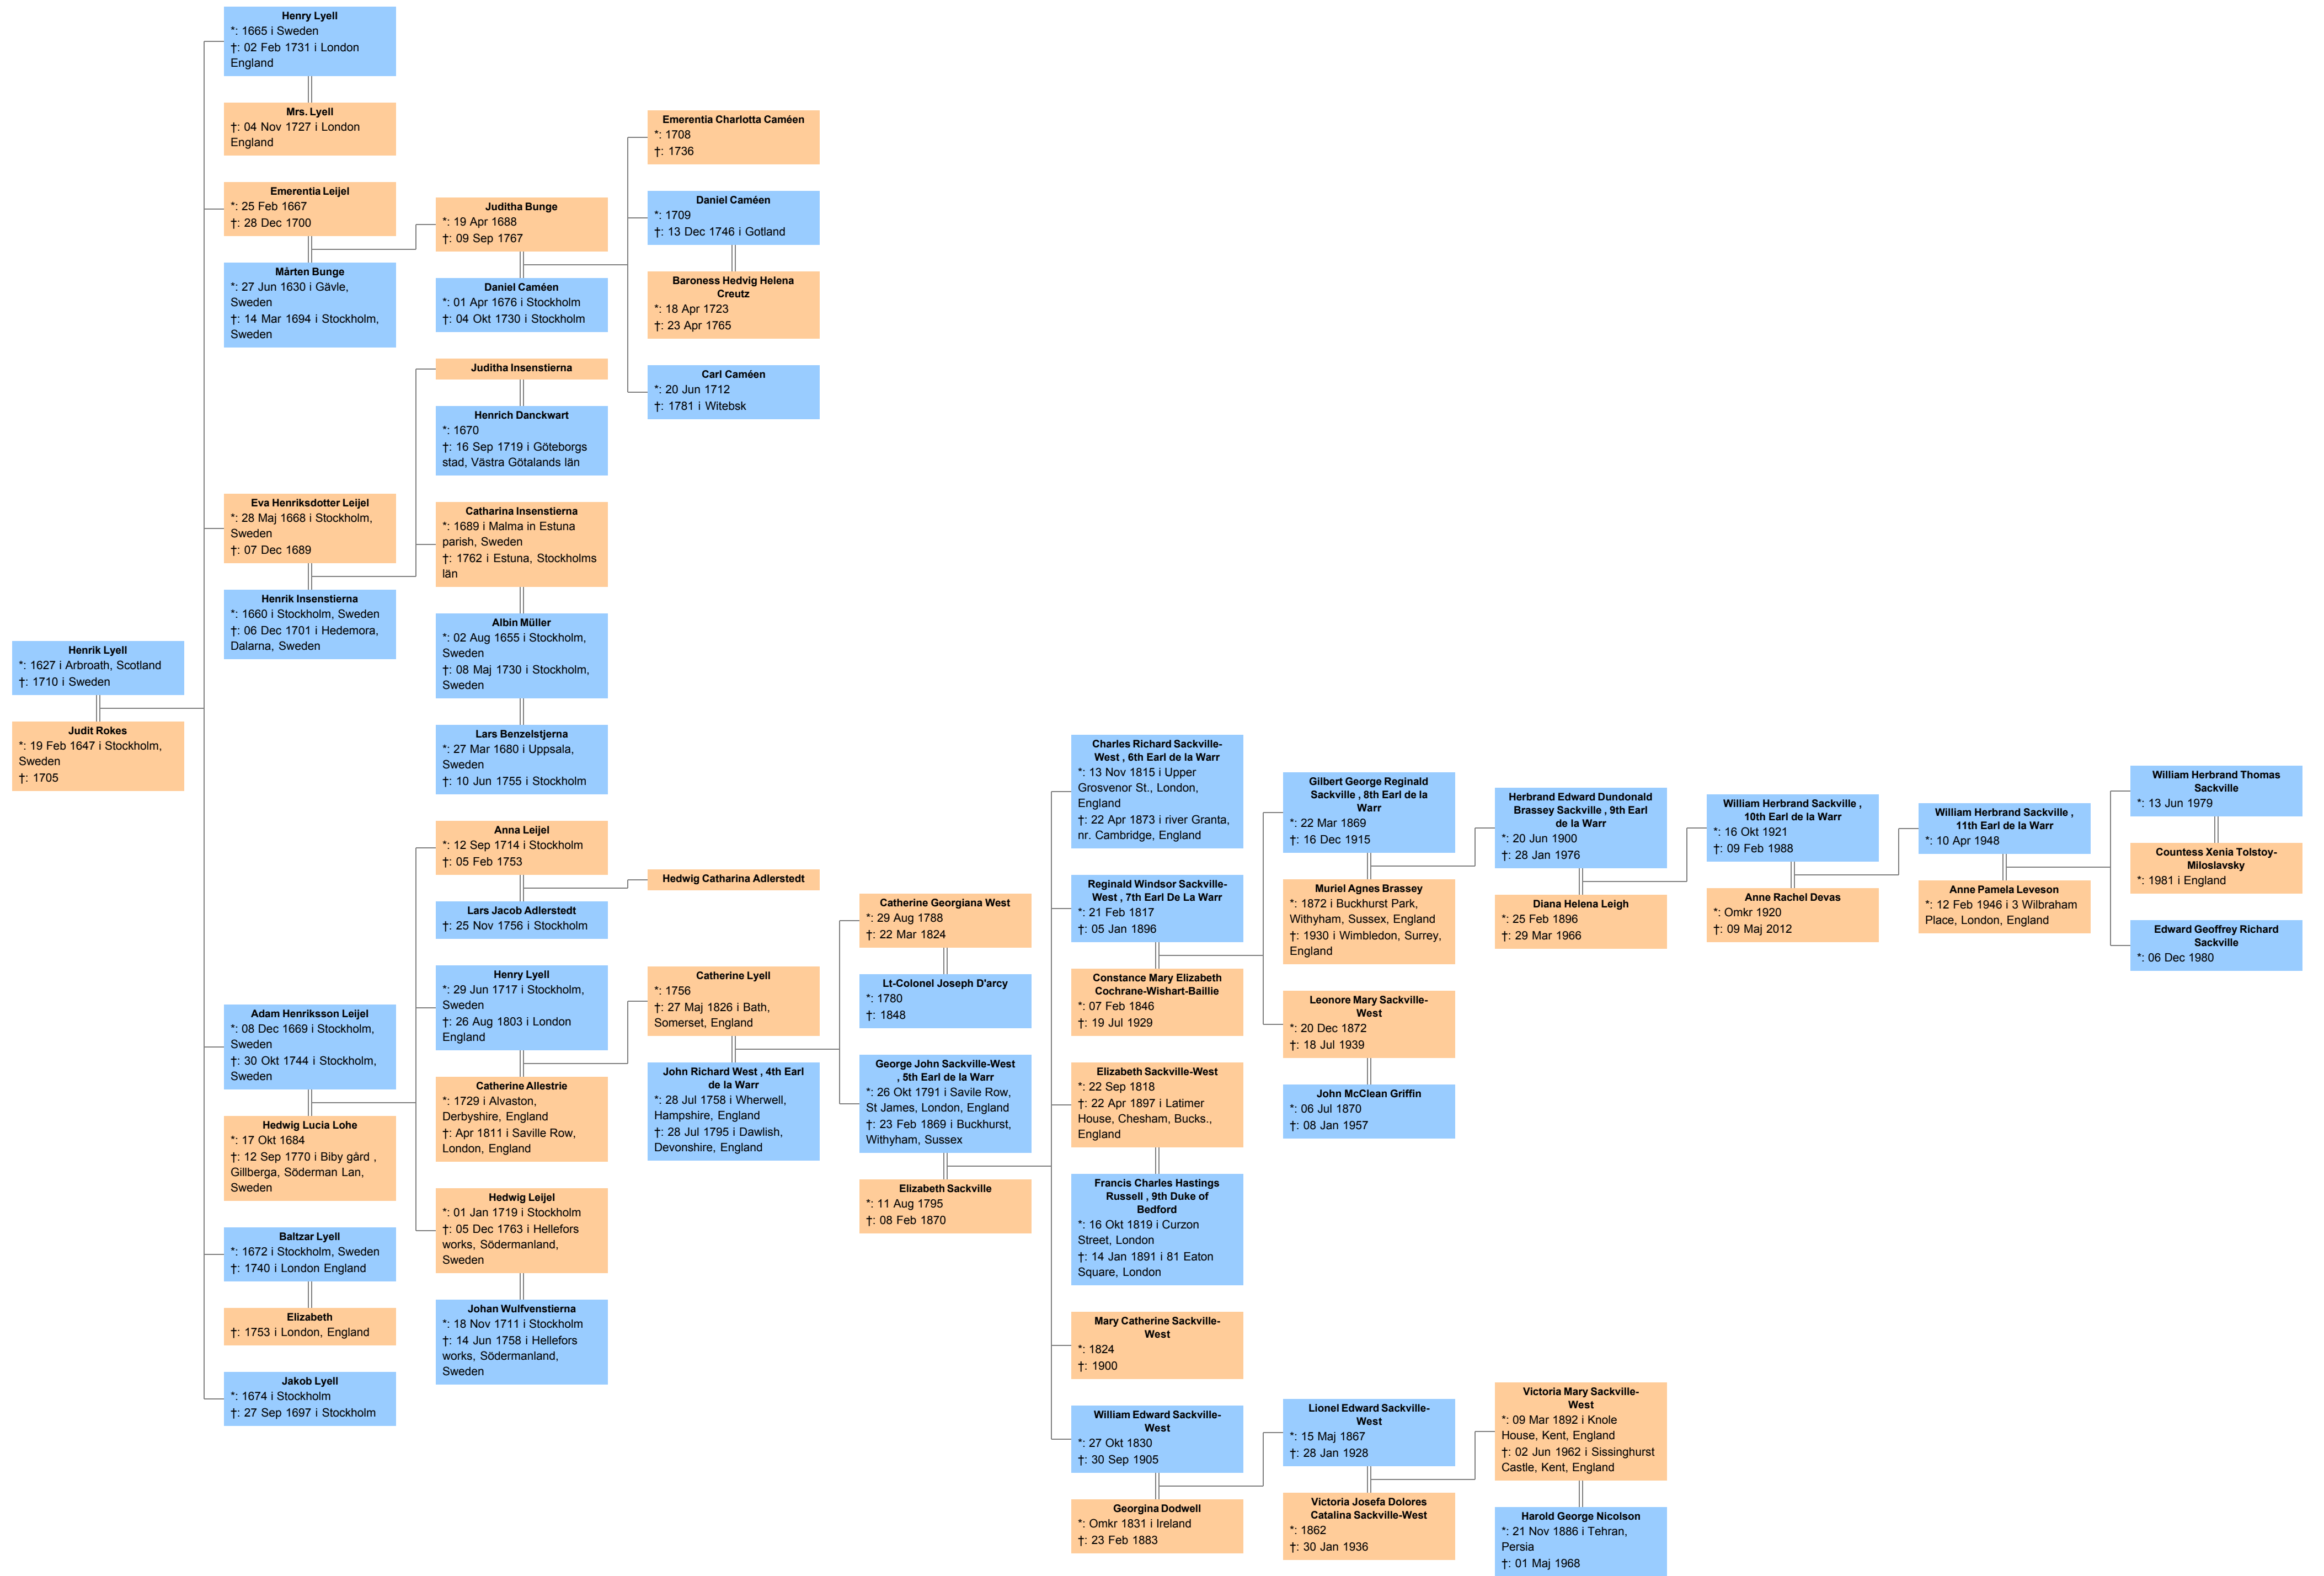 Henrik Lyell
*: 1627 i Arbroath, Scotland
†: 1710 i Sweden
Judit Rokes
*: 19 Feb 1647 i Stockholm,
Sweden
†: 1705
Henry Lyell
*: 1665 i Sweden
†: 02 Feb 1731 i London
England
Mrs. Lyell
†: 04 Nov 1727 i London
England
Emerentia Leijel
*: 25 Feb 1667
†: 28 Dec 1700
Mårten Bunge
*: 27 Jun 1630 i Gävle,
Sweden
†: 14 Mar 1694 i Stockholm,
Sweden
Eva Henriksdotter Leijel
*: 28 Maj 1668 i Stockholm,
Sweden
†: 07 Dec 1689
Henrik Insenstierna
*: 1660 i Stockholm, Sweden
†: 06 Dec 1701 i Hedemora,
Dalarna, Sweden
Adam Henriksson Leijel
*: 08 Dec 1669 i Stockholm,
Sweden
†: 30 Okt 1744 i Stockholm,
Sweden
Hedwig Lucia Lohe
*: 17 Okt 1684
†: 12 Sep 1770 i Biby gård ,
Gillberga, Söderman Lan,
Sweden
Baltzar Lyell
*: 1672 i Stockholm, Sweden
†: 1740 i London England
Elizabeth
†: 1753 i London, England
Jakob Lyell
*: 1674 i Stockholm
†: 27 Sep 1697 i Stockholm
Juditha Bunge
*: 19 Apr 1688
†: 09 Sep 1767
Daniel Caméen
*: 01 Apr 1676 i Stockholm
†: 04 Okt 1730 i Stockholm
Juditha Insenstierna
Henrich Danckwart
*: 1670
†: 16 Sep 1719 i Göteborgs
stad, Västra Götalands län
Catharina Insenstierna
*: 1689 i Malma in Estuna
parish, Sweden
†: 1762 i Estuna, Stockholms
län
Albin Müller
*: 02 Aug 1655 i Stockholm,
Sweden
†: 08 Maj 1730 i Stockholm,
Sweden
Lars Benzelstjerna
*: 27 Mar 1680 i Uppsala,
Sweden
†: 10 Jun 1755 i Stockholm
Anna Leijel
*: 12 Sep 1714 i Stockholm
†: 05 Feb 1753
Lars Jacob Adlerstedt
†: 25 Nov 1756 i Stockholm
Henry Lyell
*: 29 Jun 1717 i Stockholm,
Sweden
†: 26 Aug 1803 i London
England
Catherine Allestrie
*: 1729 i Alvaston,
Derbyshire, England
†: Apr 1811 i Saville Row,
London, England
Hedwig Leijel
*: 01 Jan 1719 i Stockholm
†: 05 Dec 1763 i Hellefors
works, Södermanland,
Sweden
Johan Wulfvenstierna
*: 18 Nov 1711 i Stockholm
†: 14 Jun 1758 i Hellefors
works, Södermanland,
Sweden
Emerentia Charlotta Caméen
*: 1708
†: 1736
Daniel Caméen
*: 1709
†: 13 Dec 1746 i Gotland
Baroness Hedvig Helena
Creutz
*: 18 Apr 1723
†: 23 Apr 1765
Carl Caméen
*: 20 Jun 1712
†: 1781 i Witebsk
Hedwig Catharina Adlerstedt
Catherine Lyell
*: 1756
†: 27 Maj 1826 i Bath,
Somerset, England
John Richard West , 4th Earl
de la Warr
*: 28 Jul 1758 i Wherwell,
Hampshire, England
†: 28 Jul 1795 i Dawlish,
Devonshire, England
Catherine Georgiana West
*: 29 Aug 1788
†: 22 Mar 1824
Lt-Colonel Joseph D'arcy
*: 1780
†: 1848
George John Sackville-West
, 5th Earl de la Warr
*: 26 Okt 1791 i Savile Row,
St James, London, England
†: 23 Feb 1869 i Buckhurst,
Withyham, Sussex
Elizabeth Sackville
*: 11 Aug 1795
†: 08 Feb 1870
Charles Richard Sackville-
West , 6th Earl de la Warr
*: 13 Nov 1815 i Upper
Grosvenor St., London,
England
†: 22 Apr 1873 i river Granta,
nr. Cambridge, England
Reginald Windsor Sackville-
West , 7th Earl De La Warr
*: 21 Feb 1817
†: 05 Jan 1896
Constance Mary Elizabeth
Cochrane-Wishart-Baillie
*: 07 Feb 1846
†: 19 Jul 1929
Elizabeth Sackville-West
*: 22 Sep 1818
†: 22 Apr 1897 i Latimer
House, Chesham, Bucks.,
England
Francis Charles Hastings
Russell , 9th Duke of
Bedford
*: 16 Okt 1819 i Curzon
Street, London
†: 14 Jan 1891 i 81 Eaton
Square, London
Mary Catherine Sackville-
West
*: 1824
†: 1900
William Edward Sackville-
West
*: 27 Okt 1830
†: 30 Sep 1905
Georgina Dodwell
*: Omkr 1831 i Ireland
†: 23 Feb 1883
Gilbert George Reginald
Sackville , 8th Earl de la
Warr
*: 22 Mar 1869
†: 16 Dec 1915
Muriel Agnes Brassey
*: 1872 i Buckhurst Park,
Withyham, Sussex, England
†: 1930 i Wimbledon, Surrey,
England
Leonore Mary Sackville-
West
*: 20 Dec 1872
†: 18 Jul 1939
John McClean Griffin
*: 06 Jul 1870
†: 08 Jan 1957
Lionel Edward Sackville-
West
*: 15 Maj 1867
†: 28 Jan 1928
Victoria Josefa Dolores
Catalina Sackville-West
*: 1862
†: 30 Jan 1936
Herbrand Edward Dundonald
Brassey Sackville , 9th Earl
de la Warr
*: 20 Jun 1900
†: 28 Jan 1976
Diana Helena Leigh
*: 25 Feb 1896
†: 29 Mar 1966
Victoria Mary Sackville-
West
*: 09 Mar 1892 i Knole
House, Kent, England
†: 02 Jun 1962 i Sissinghurst
Castle, Kent, England
Harold George Nicolson
*: 21 Nov 1886 i Tehran,
Persia
†: 01 Maj 1968
William Herbrand Sackville ,
10th Earl de la Warr
*: 16 Okt 1921
†: 09 Feb 1988
Anne Rachel Devas
*: Omkr 1920
†: 09 Maj 2012
William Herbrand Sackville ,
11th Earl de la Warr
*: 10 Apr 1948
Anne Pamela Leveson
*: 12 Feb 1946 i 3 Wilbraham
Place, London, England
William Herbrand Thomas
Sackville
*: 13 Jun 1979
Countess Xenia Tolstoy-
Miloslavsky
*: 1981 i England
Edward Geoffrey Richard
Sackville
*: 06 Dec 1980